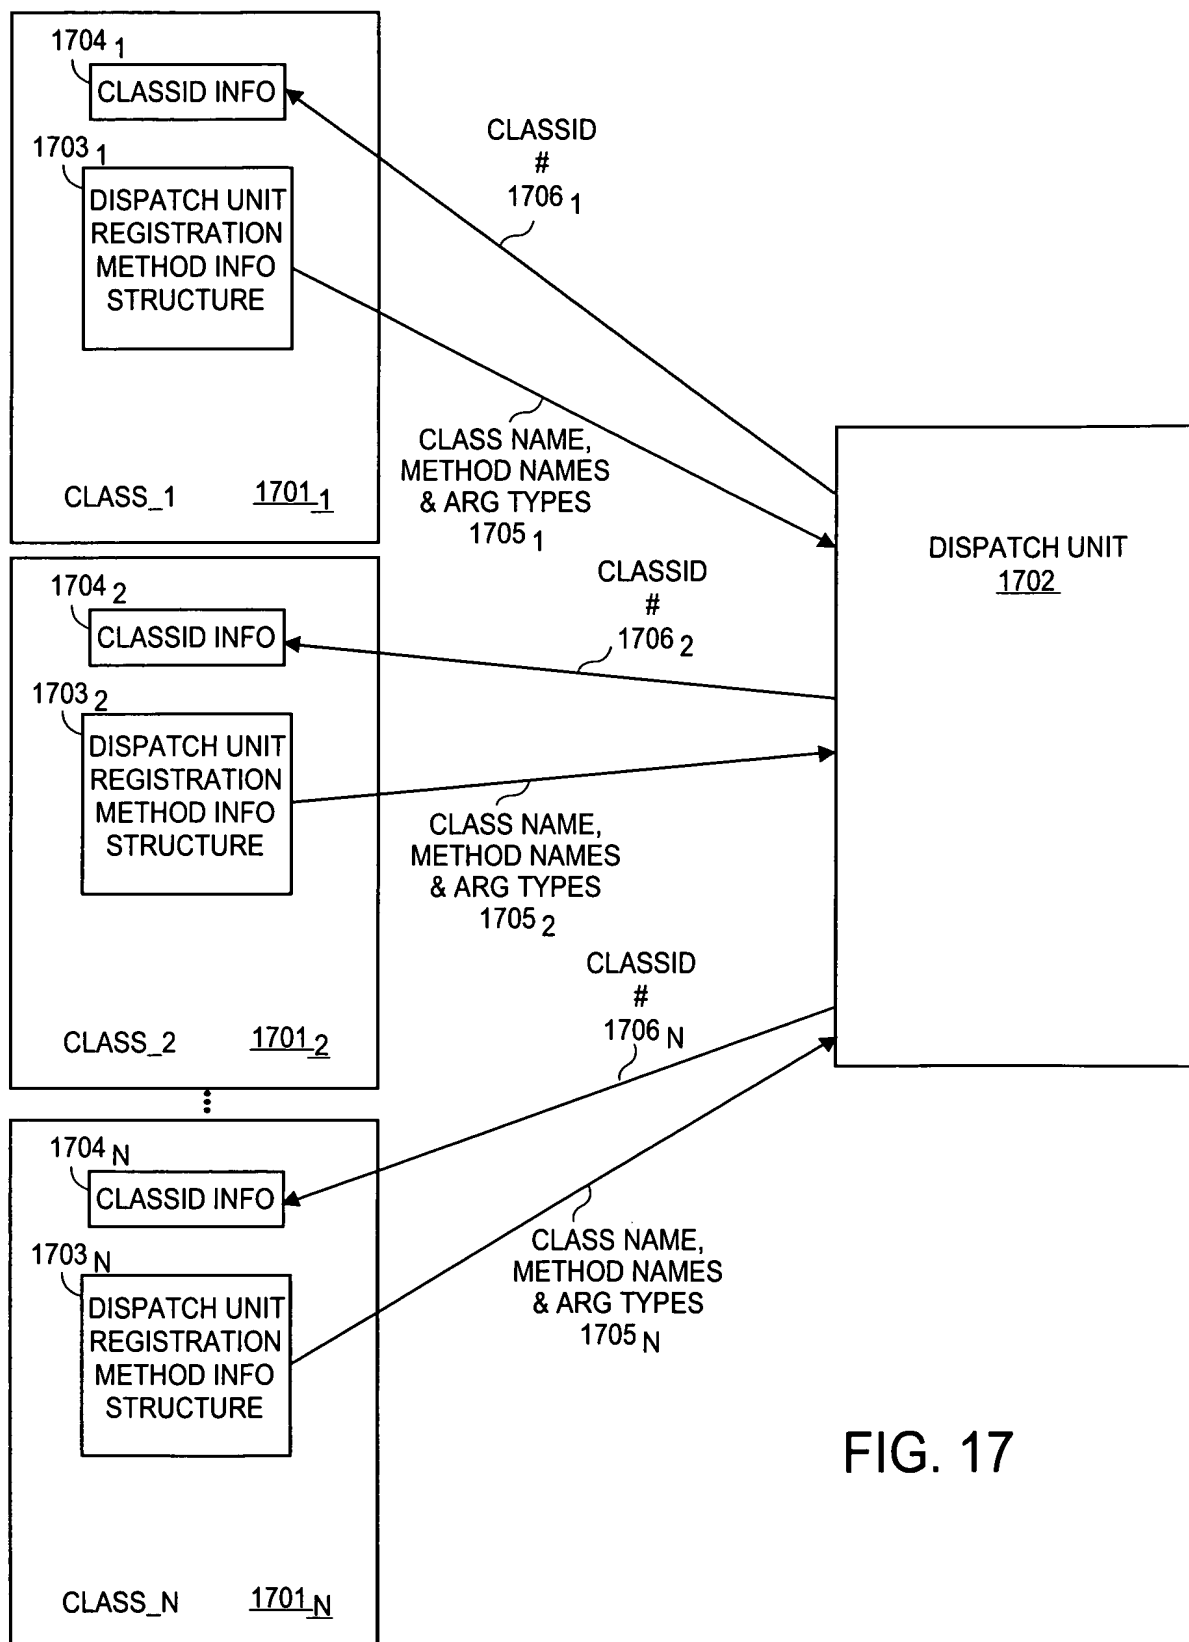 1704 1
CLASSID INFO
1703 1
DISPATCH UNIT
REGISTRATION
METHOD INFO
STRUCTURE
CLASS_1 1701 1
CLASSID
#
1706 1
CLASS NAME,
METHOD NAMES
& ARG TYPES
1705 1
DISPATCH UNIT
1702
1704 2
CLASSID INFO
1703 2
DISPATCH UNIT
REGISTRATION
METHOD INFO
STRUCTURE
CLASS_2 1701 2
CLASSID
#
1706 2
CLASS NAME,
METHOD NAMES
& ARG TYPES
1705 2
1704 N
CLASSID INFO
1703 N
DISPATCH UNIT
REGISTRATION
METHOD INFO
STRUCTURE
CLASS_N 1701 N
CLASSID
#
1706 N
CLASS NAME,
METHOD NAMES
& ARG TYPES
1705 N
FIG. 17